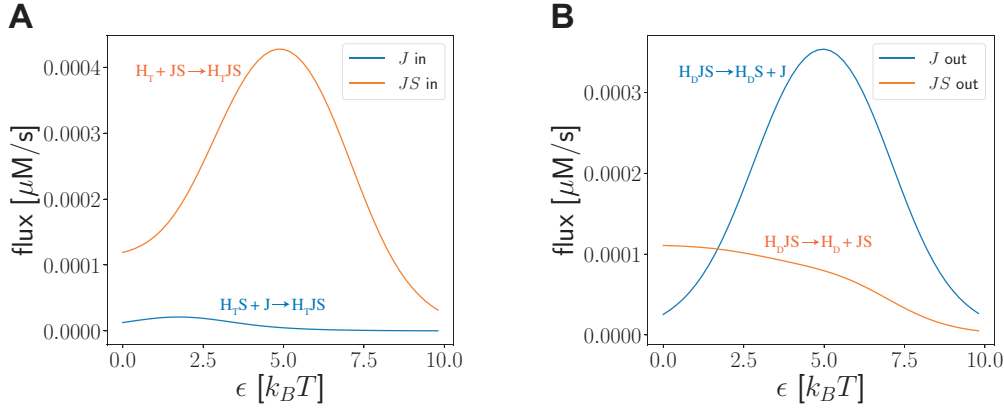 A
H_T + JS → H_TJS
J in
JS in
0.0004
0.0003
0.0002
0.0001
0.0000
flux [μM/s]
H_TS + J → H_TJS
0.0
2.5
5.0
7.5
10.0
ϵ [k_BT]
B
H_DJS → H_DS + J
J out
JS out
0.0003
0.0002
0.0001
0.0000
flux [μM/s]
H_DJS → H_D + JS
0.0
2.5
5.0
7.5
10.0
ϵ [k_BT]